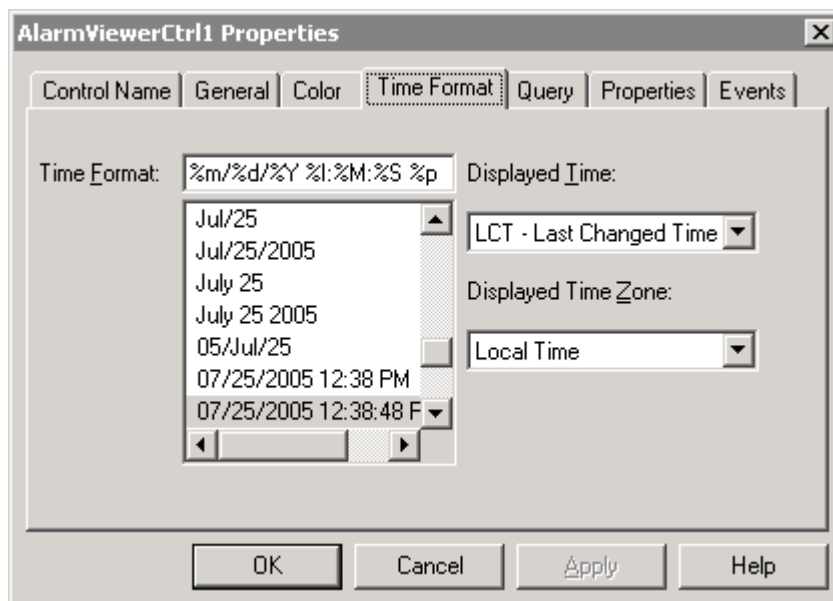 AlarmViewerCtrl1 Properties
Control Name General Color Time Format Query Properties Events
Time Format: %m/%d/%Y %I:%M:%S %p
Jul/25
Jul/25/2005
July 25
July 25 2005
05/Jul/25
07/25/2005 12:38 PM
07/25/2005 12:38:48
Displayed Time:
LCT - Last Changed Time
Displayed Time Zone:
Local Time
OK Cancel Apply Help